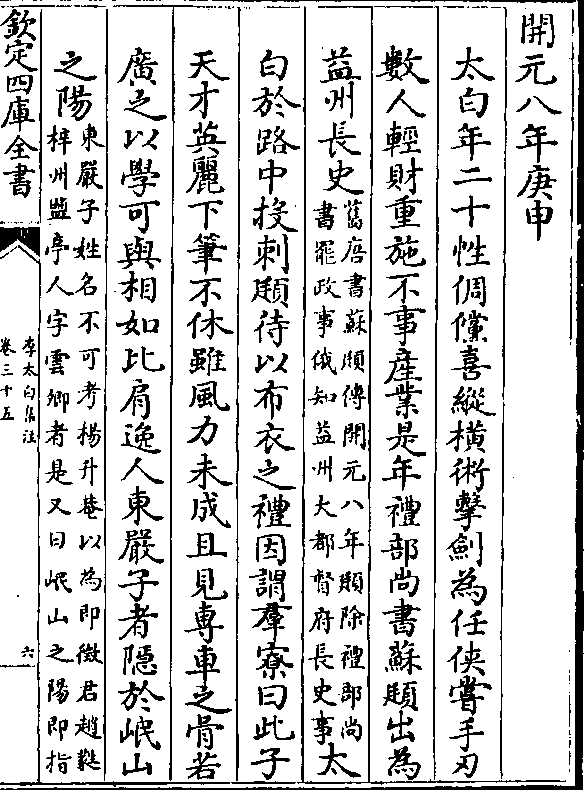 開元八年庚申
太白年二十性倜儻喜縱橫術擊劍為任俠嘗手刃
數人輕財重施不事產業是年禮部尚書蘇頲出為
益州長史舊唐書蘇頲傳開元八年頲除禮部尚
書罷政事俄知益州大都督府長史事太
白於路中投刺頲待以布衣之禮因謂羣寮曰此子
天才英麗下筆不休雖風力未成且見專車之骨若
廣之以學可與相如比肩逸人東嚴子者隱於岷山
之陽東嚴子姓名不可考楊升菴以為即徵君趙蕤
梓州盬亭人字雲卿者是又曰岷山之陽即指
欽定四庫全書
李太白集注
卷三十五
六